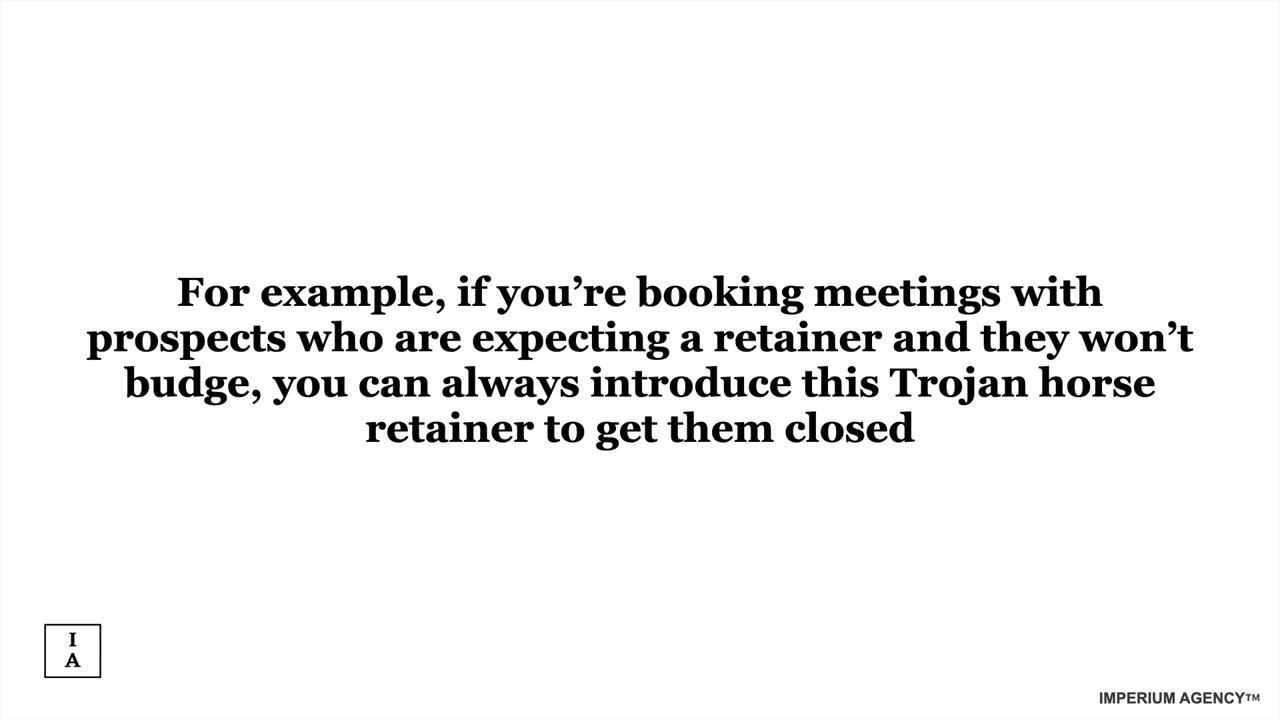 For example, if you’re booking meetings with
prospects who are expecting a retainer and they won’t
budge, you can always introduce this Trojan horse
retainer to get them closed
I
A
IMPERIUM AGENCY™